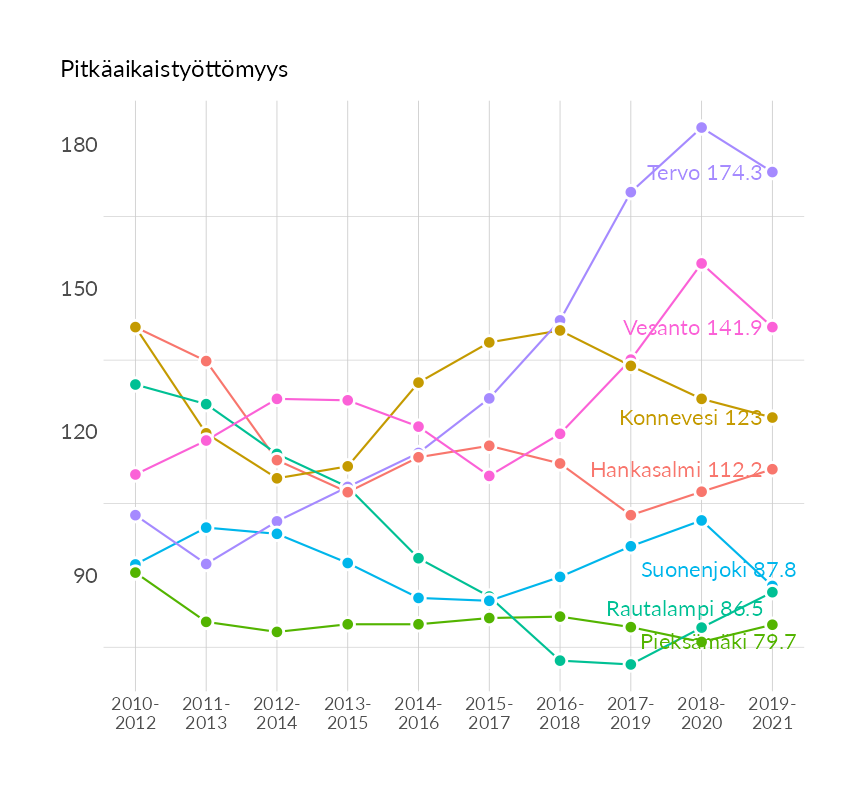 Pitkäaikaistyöttömyys
180
Tervo 174.3
150
Vesanto 141.9
120
Konnevesi 123
Hankasalmi 112.2
90
Suonenjoki 87.8
Rautalampi 86.5
Pieksämäki 79.7
2010- 2011- 2012- 2013- 2014- 2015- 2016- 2017- 2018- 2019-
2012 2013 2014 2015 2016 2017 2018 2019 2020 2021